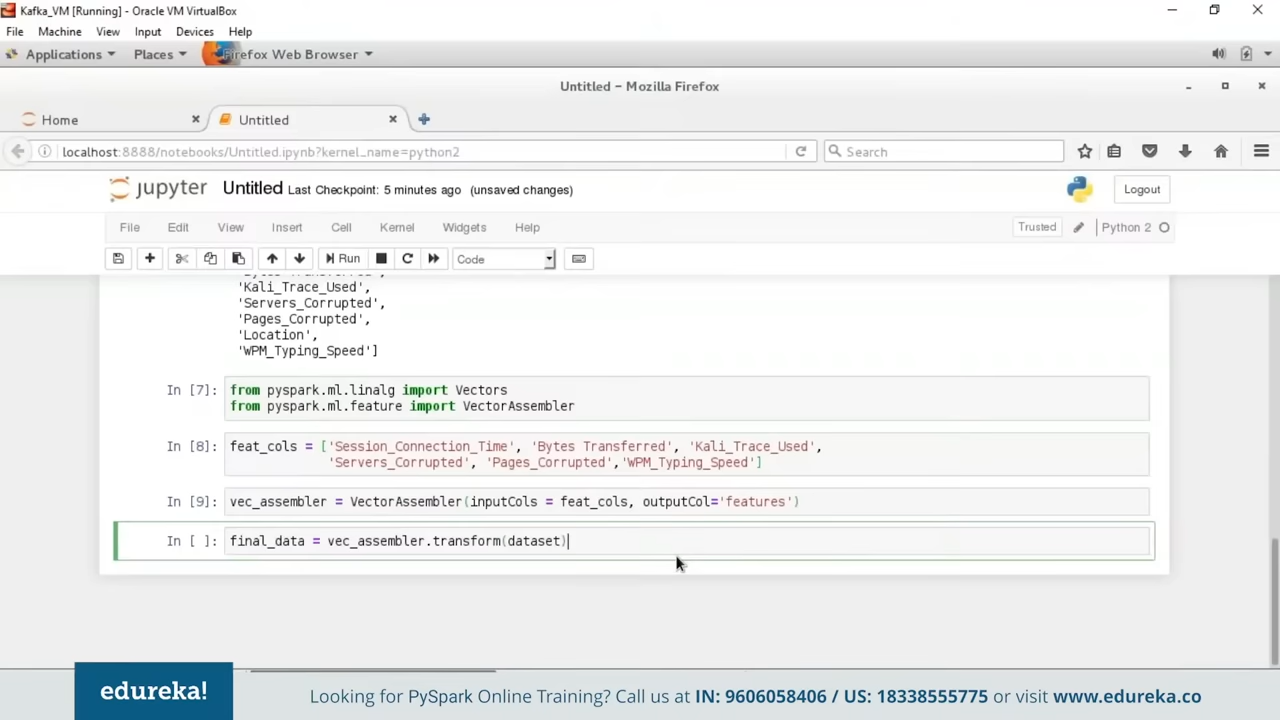 Kafka_VM [Running] - Oracle VM VirtualBox
File Machine View Input Devices Help
Applications Places Firefox Web Browser
Untitled – Mozilla Firefox
Home Untitled
localhost:8888/notebooks/Untitled.ipynb?kernel_name=python2 Search
jupyter Untitled Last Checkpoint: 5 minutes ago (unsaved changes) Logout
File Edit View Insert Cell Kernel Widgets Help Trusted Python 2
Run Code
'Kali_Trace_Used',
'Servers_Corrupted',
'Pages_Corrupted',
'Location',
'WPM_Typing_Speed']
In [7]: from pyspark.ml.linalg import Vectors
from pyspark.ml.feature import VectorAssembler
In [8]: feat_cols = ['Session_Connection_Time', 'Bytes Transferred', 'Kali_Trace_Used',
'Servers_Corrupted', 'Pages_Corrupted','WPM_Typing_Speed']
In [9]: vec_assembler = VectorAssembler(inputCols = feat_cols, outputCol='features')
In [ ]: final_data = vec_assembler.transform(dataset)
edureka! Looking for PySpark Online Training? Call us at IN: 9606058406 / US: 18338555775 or visit www.edureka.co